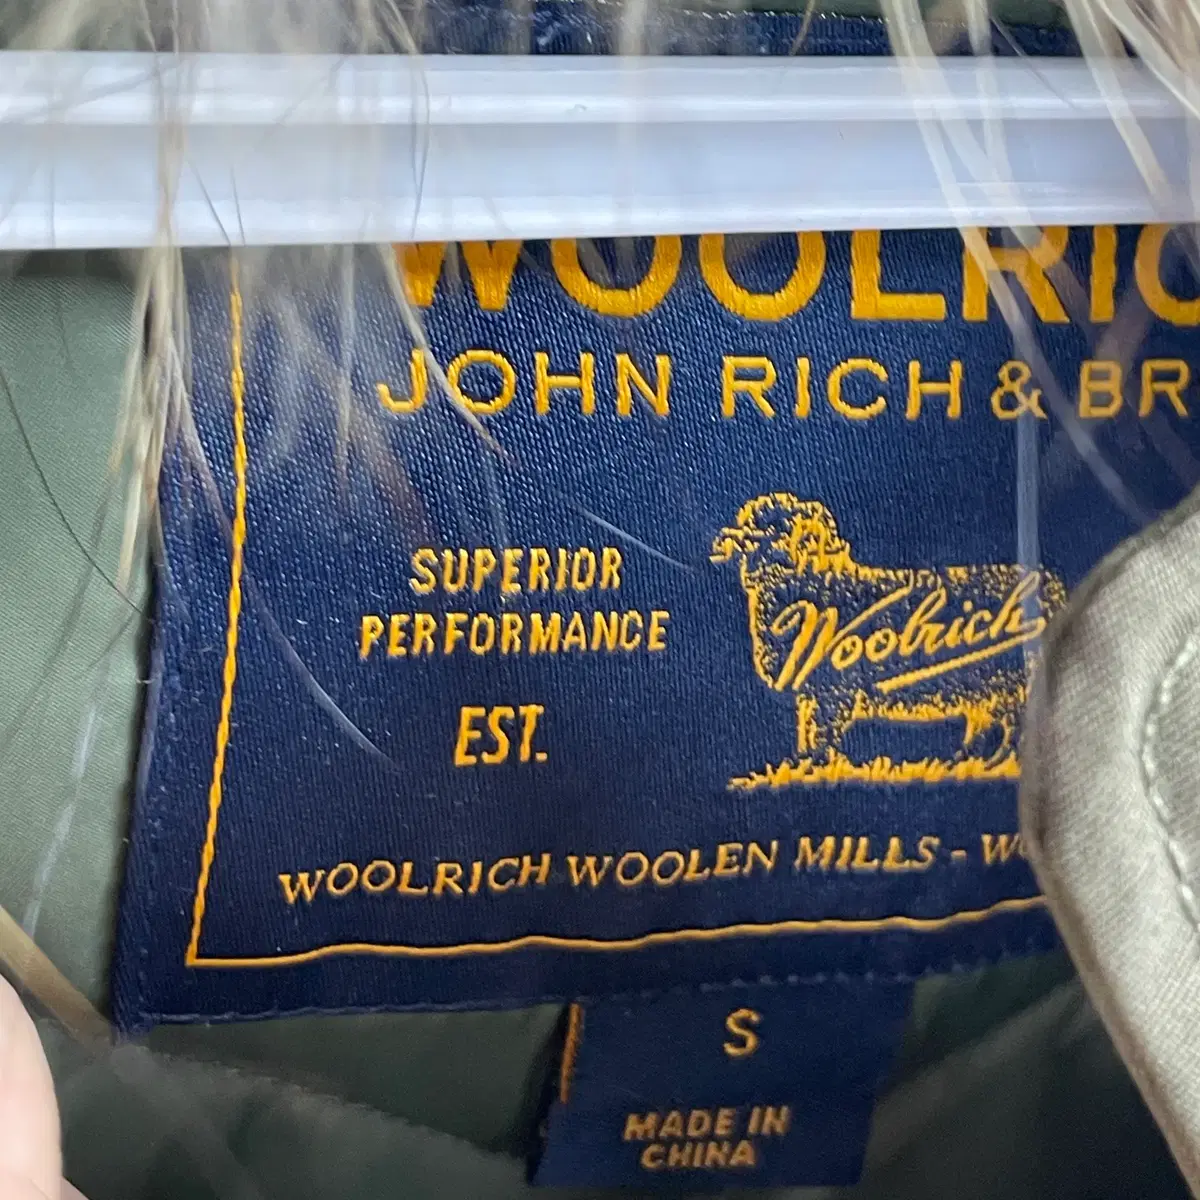 WOOLRIC
JOHN RICH & BR
SUPERIOR
PERFORMANCE
EST.
Woolrich
WOOLRICH WOOLEN MILLS - W
S
MADE IN
CHINA